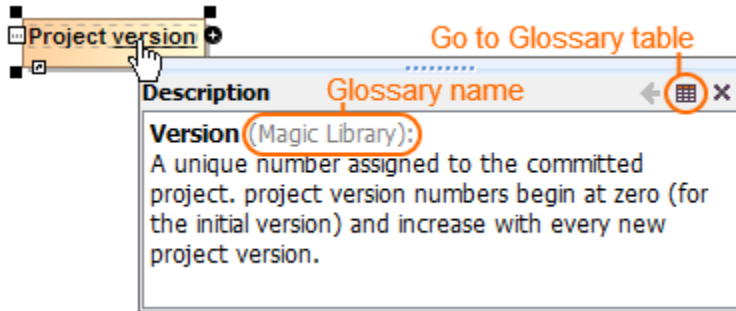 Project version
Go to Glossary table
Description
Glossary name
Version (Magic Library):
A unique number assigned to the committed
project. project version numbers begin at zero (for
the initial version) and increase with every new
project version.